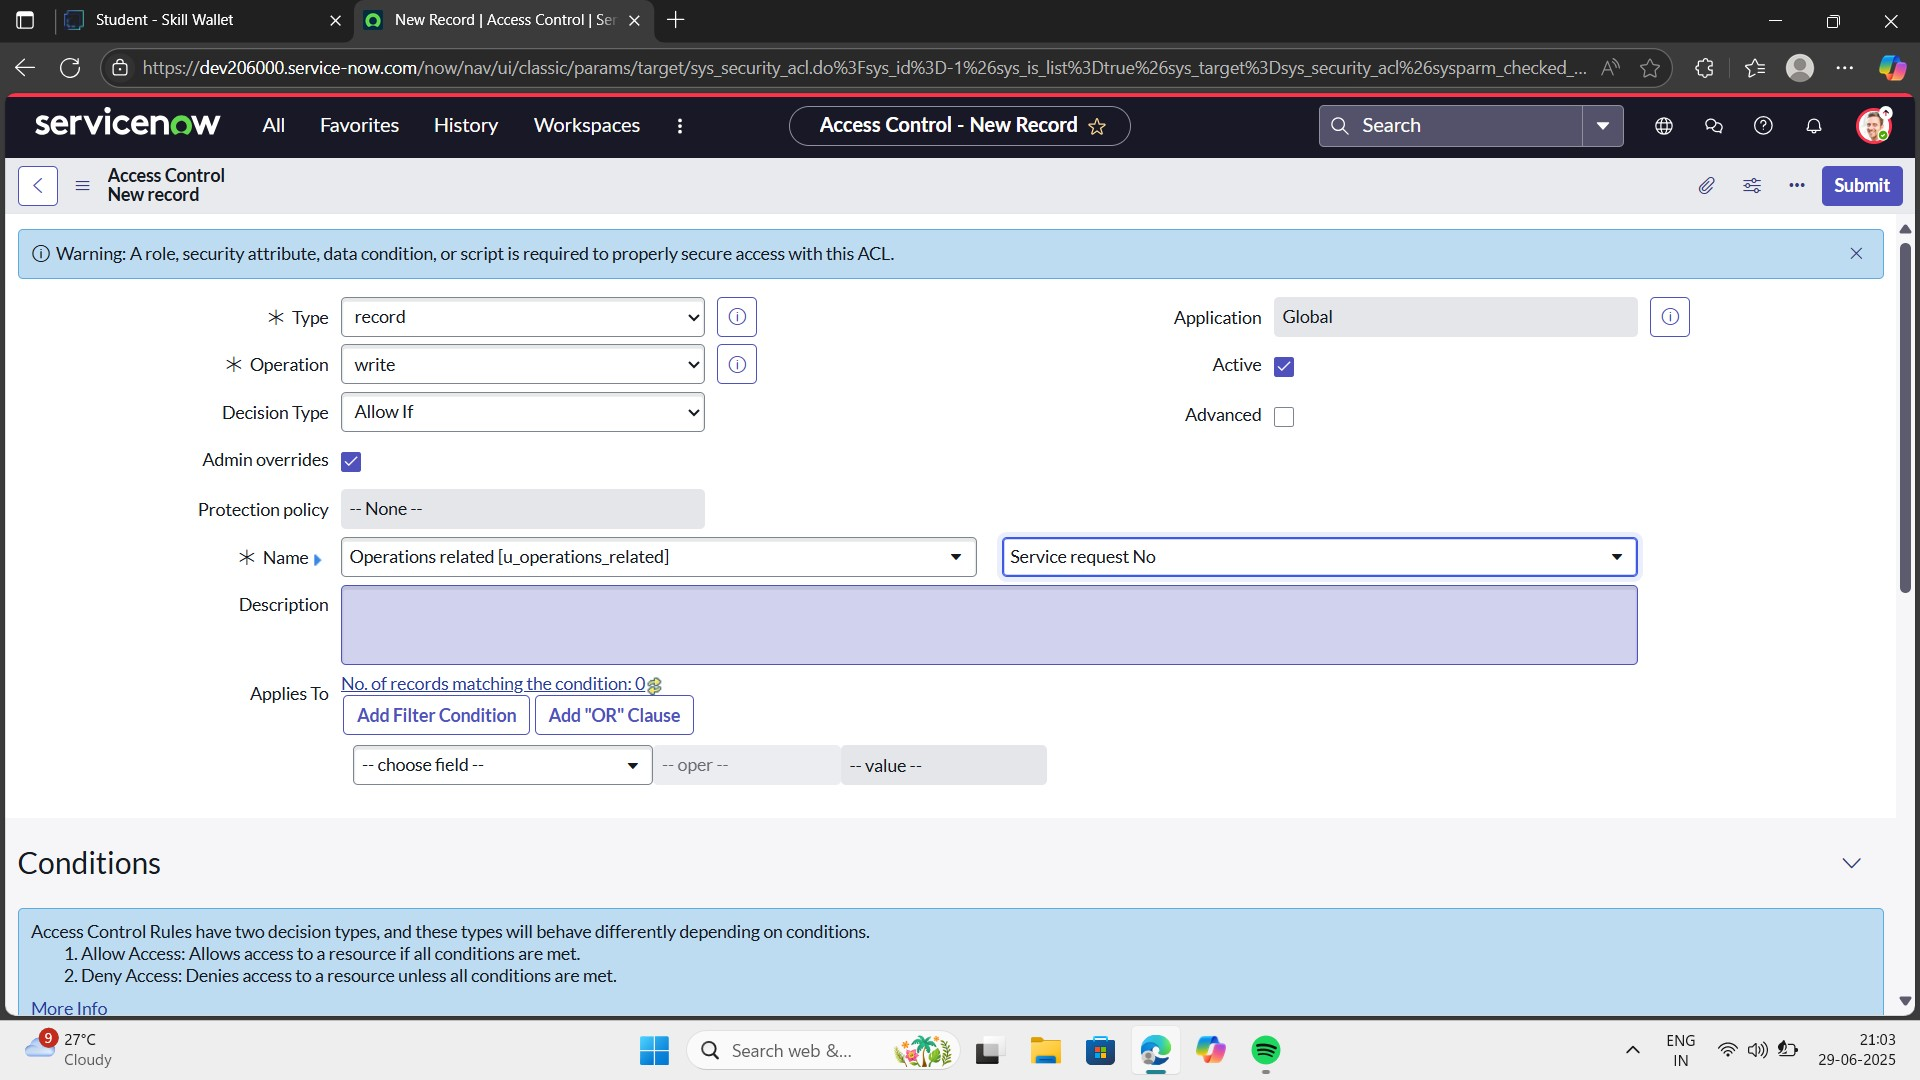 Student - Skill Wallet
New Record | Access Control | Ser
https://dev206000.service-now.com/now/nav/ui/classic/params/target/sys_security_acl.do%3Fsys_id%3D-1%26sys_is_list%3Dtrue%26sys_target%3Dsys_security_acl%26sysparm_checked_...
servicenow
All
Favorites
History
Workspaces
Access Control - New Record
Search
Access Control
New record
Submit
Warning: A role, security attribute, data condition, or script is required to properly secure access with this ACL.
Type
record
Application
Global
Operation
write
Active
Decision Type
Allow If
Advanced
Admin overrides
Protection policy
-- None --
Name
Operations related [u_operations_related]
Service request No
Description
Applies To
No. of records matching the condition: 0
Add Filter Condition
Add "OR" Clause
-- choose field --
-- oper --
-- value --
Conditions
Access Control Rules have two decision types, and these types will behave differently depending on conditions.
1. Allow Access: Allows access to a resource if all conditions are met.
2. Deny Access: Denies access to a resource unless all conditions are met.
More Info
9
27°C
Cloudy
Search web &...
ENG
IN
21:03
29-06-2025